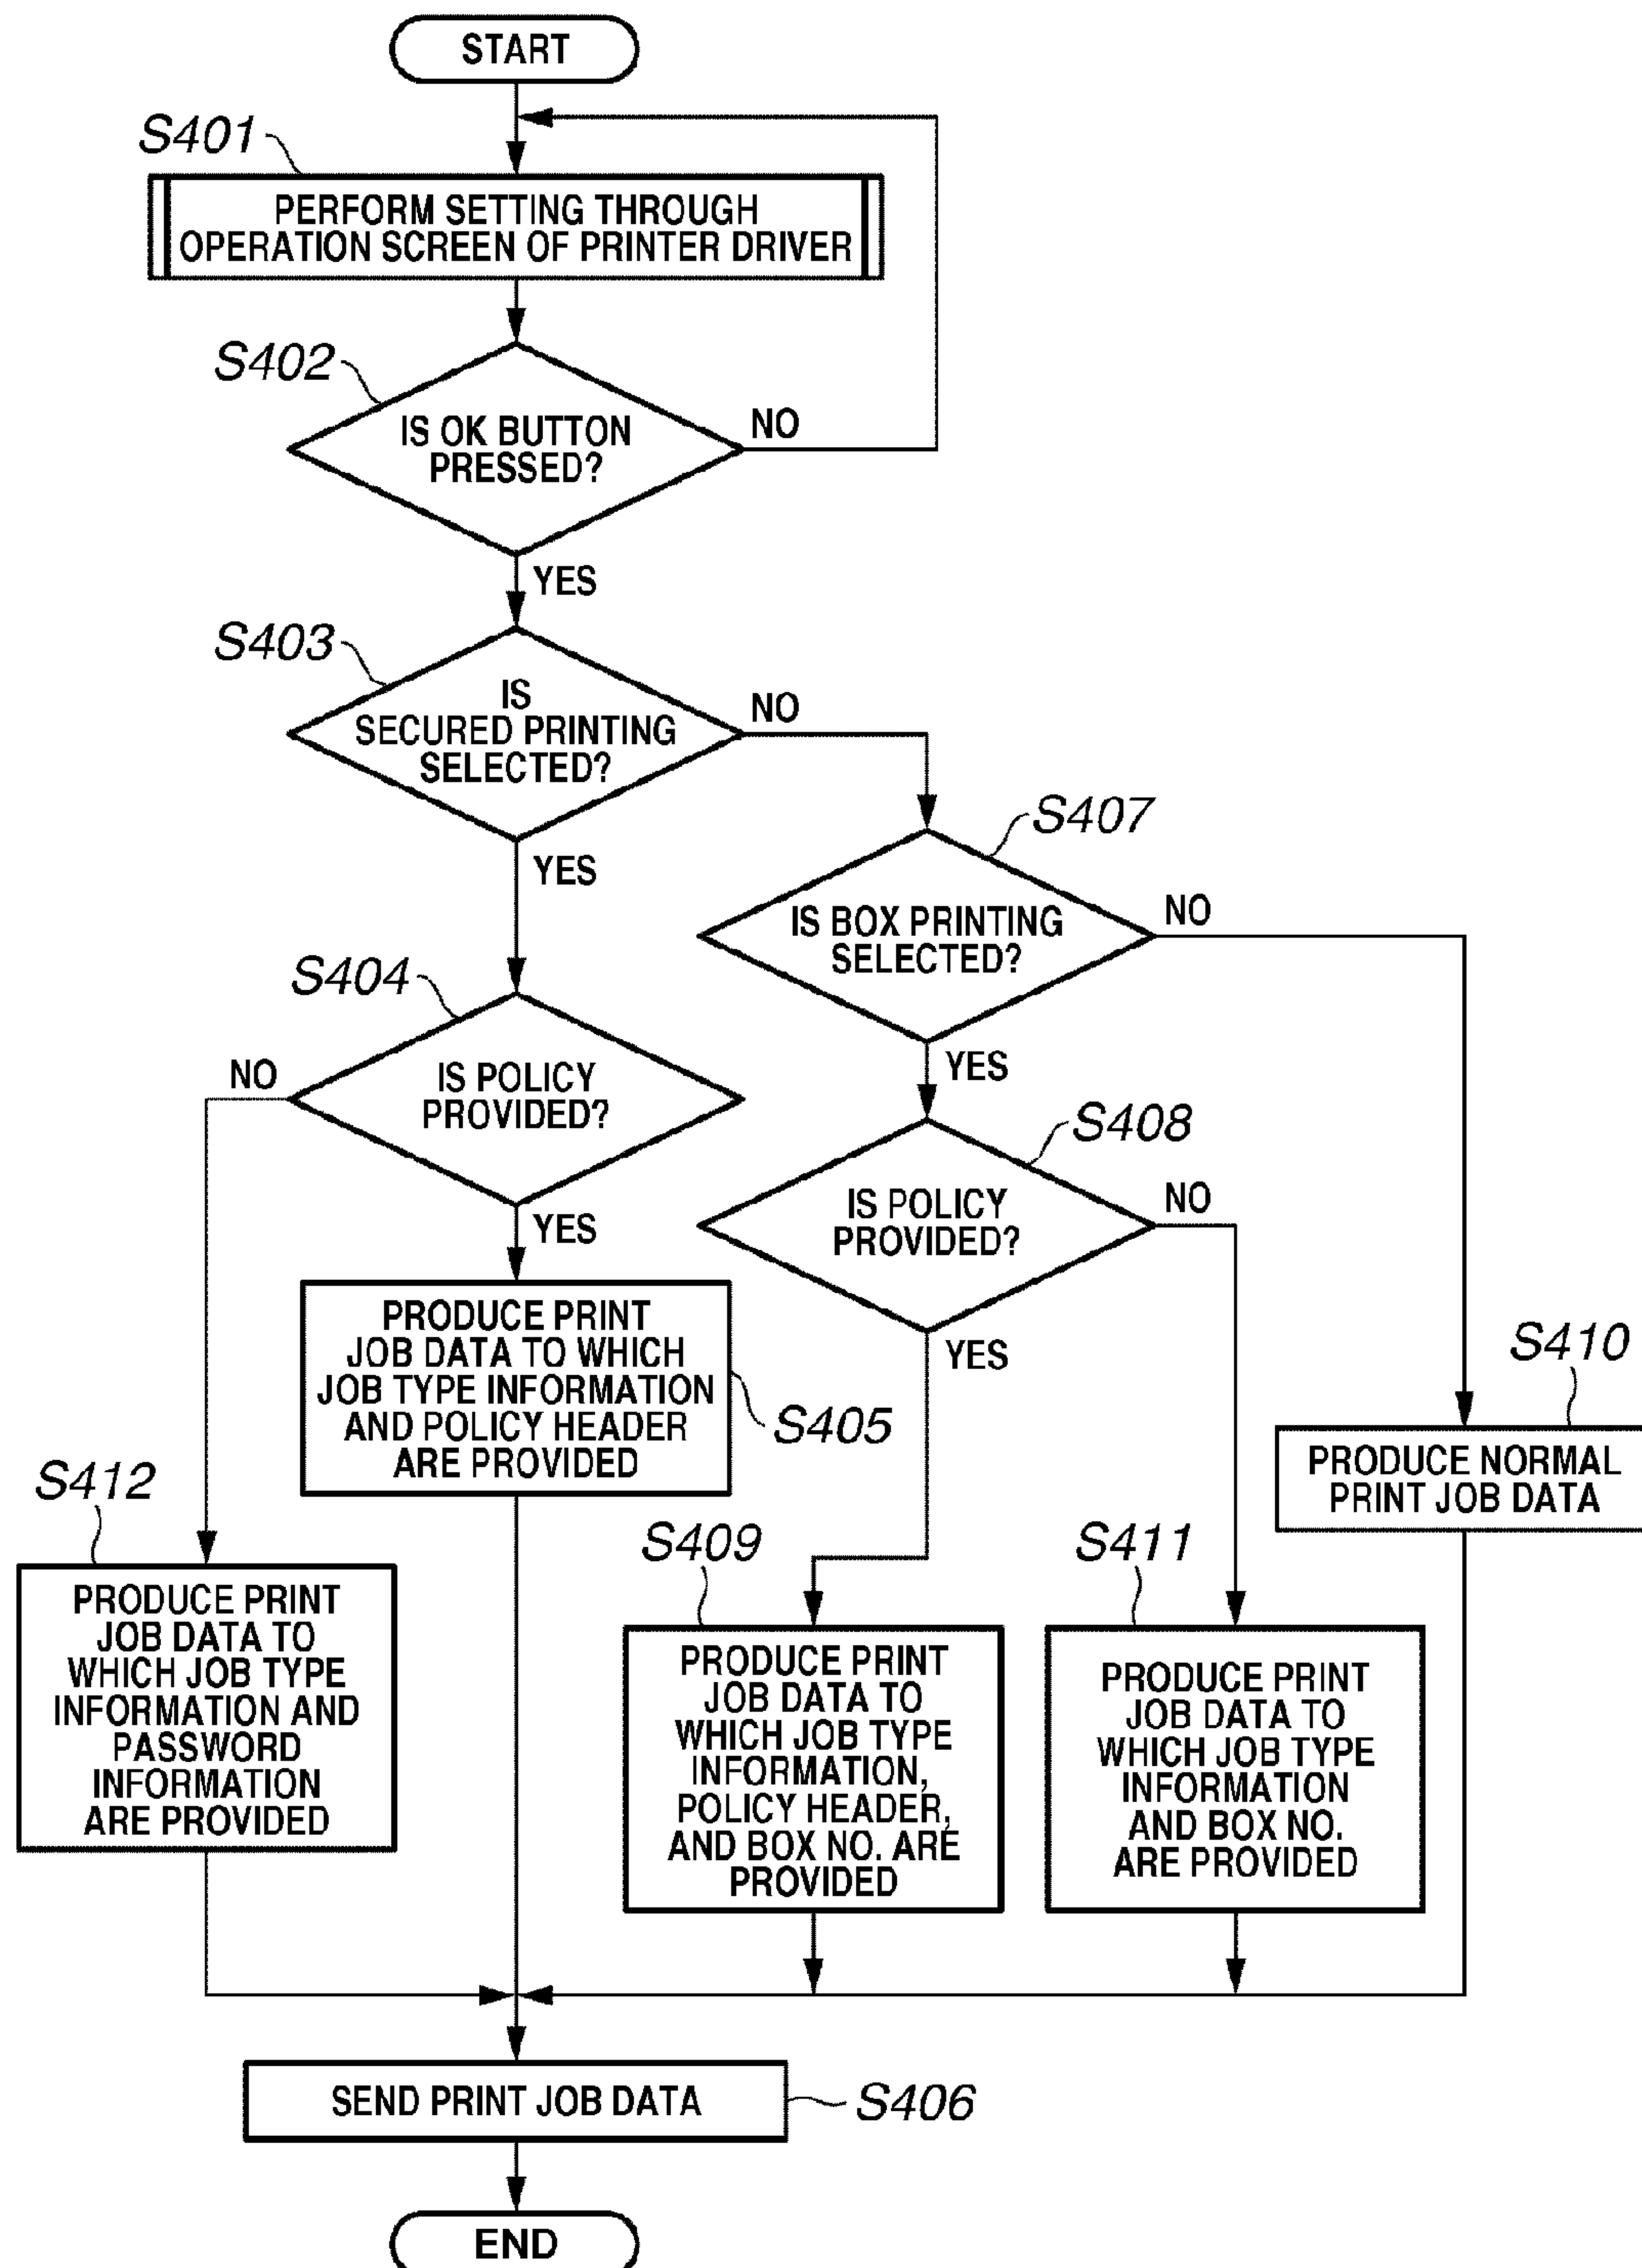 START
S401
PERFORM SETTING THROUGH
OPERATION SCREEN OF PRINTER DRIVER
S402
IS OK BUTTON
PRESSED?
NO
YES
S403
IS
SECURED PRINTING
SELECTED?
NO
YES
S407
IS BOX PRINTING
SELECTED?
NO
YES
S404
IS POLICY
PROVIDED?
NO
YES
S408
IS POLICY
PROVIDED?
NO
YES
PRODUCE PRINT
JOB DATA TO WHICH
JOB TYPE INFORMATION
AND POLICY HEADER
ARE PROVIDED
S405
S410
PRODUCE NORMAL
PRINT JOB DATA
S412
PRODUCE PRINT
JOB DATA TO
WHICH JOB TYPE
INFORMATION AND
PASSWORD
INFORMATION
ARE PROVIDED
S409
PRODUCE PRINT
JOB DATA TO
WHICH JOB TYPE
INFORMATION,
POLICY HEADER,
AND BOX NO. ARE
PROVIDED
S411
PRODUCE PRINT
JOB DATA TO
WHICH JOB TYPE
INFORMATION
AND BOX NO.
ARE PROVIDED
SEND PRINT JOB DATA
S406
END